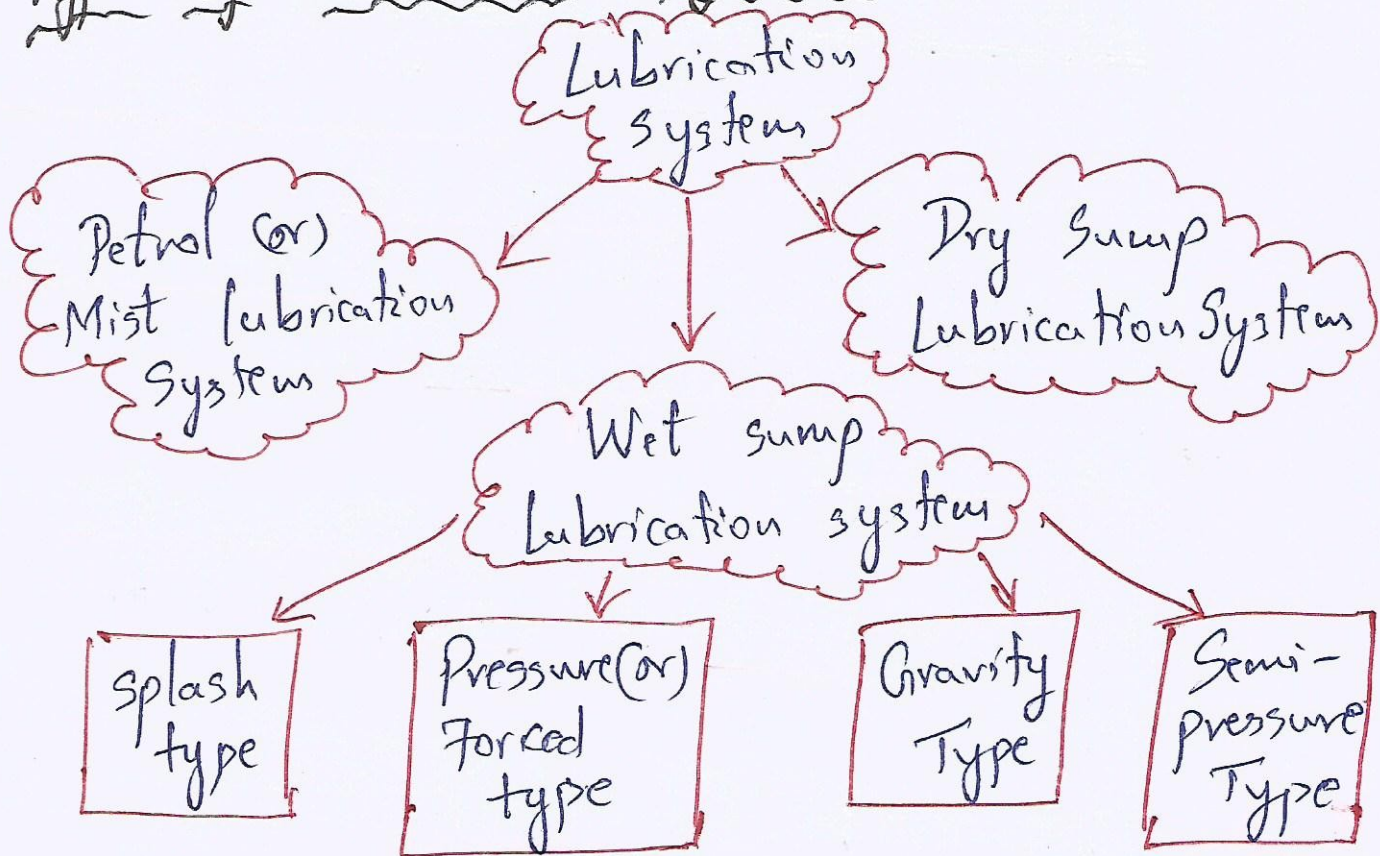 Lubrication
system
Petrol (or)
Mist lubrication
System
Dry Sump
Lubrication System
Wet sump
Lubrication system
splash
type
Pressure (or)
Forced
type
Gravity
Type
Semi-
pressure
Type